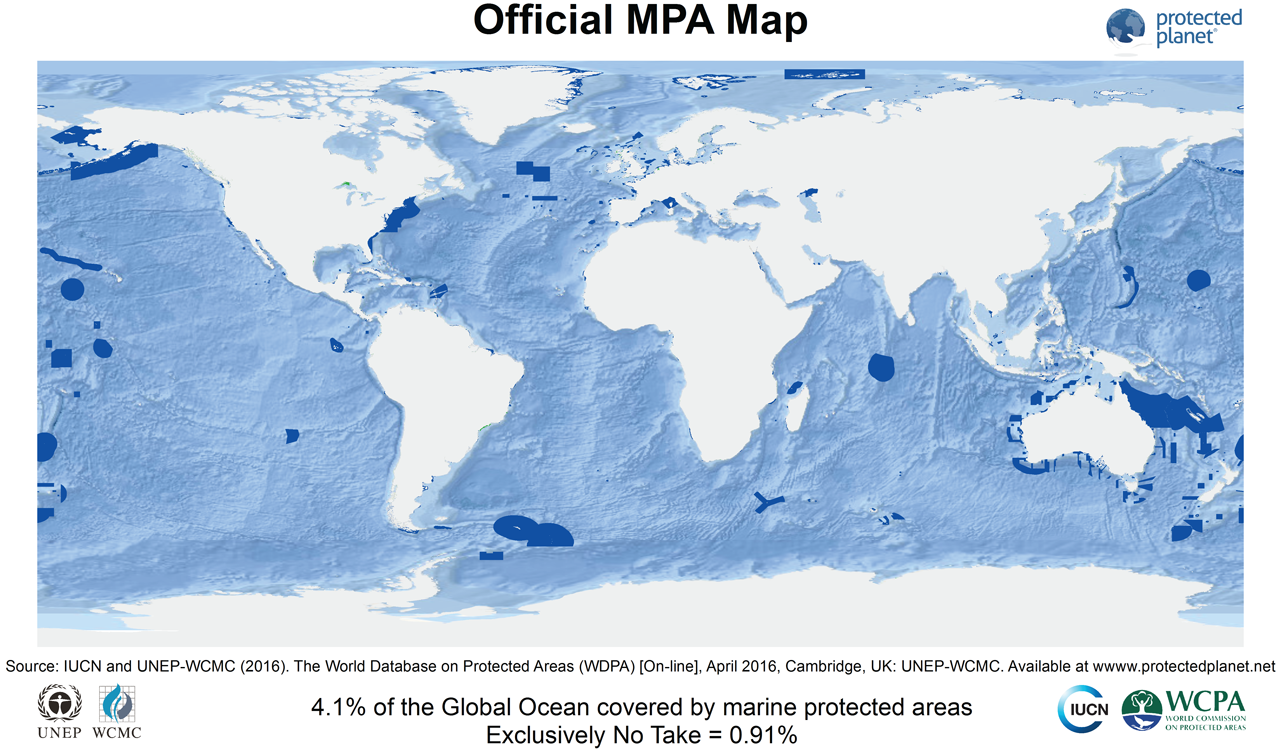 Official MPA Map
protected
planet®
Source: IUCN and UNEP-WCMC (2016). The World Database on Protected Areas (WDPA) [On-line], April 2016, Cambridge, UK: UNEP-WCMC. Available at wwww.protectedplanet.net
UNEP WCMC
4.1% of the Global Ocean covered by marine protected areas
Exclusively No Take = 0.91%
IUCN
WCPA
WORLD COMMISSION
ON PROTECTED AREAS